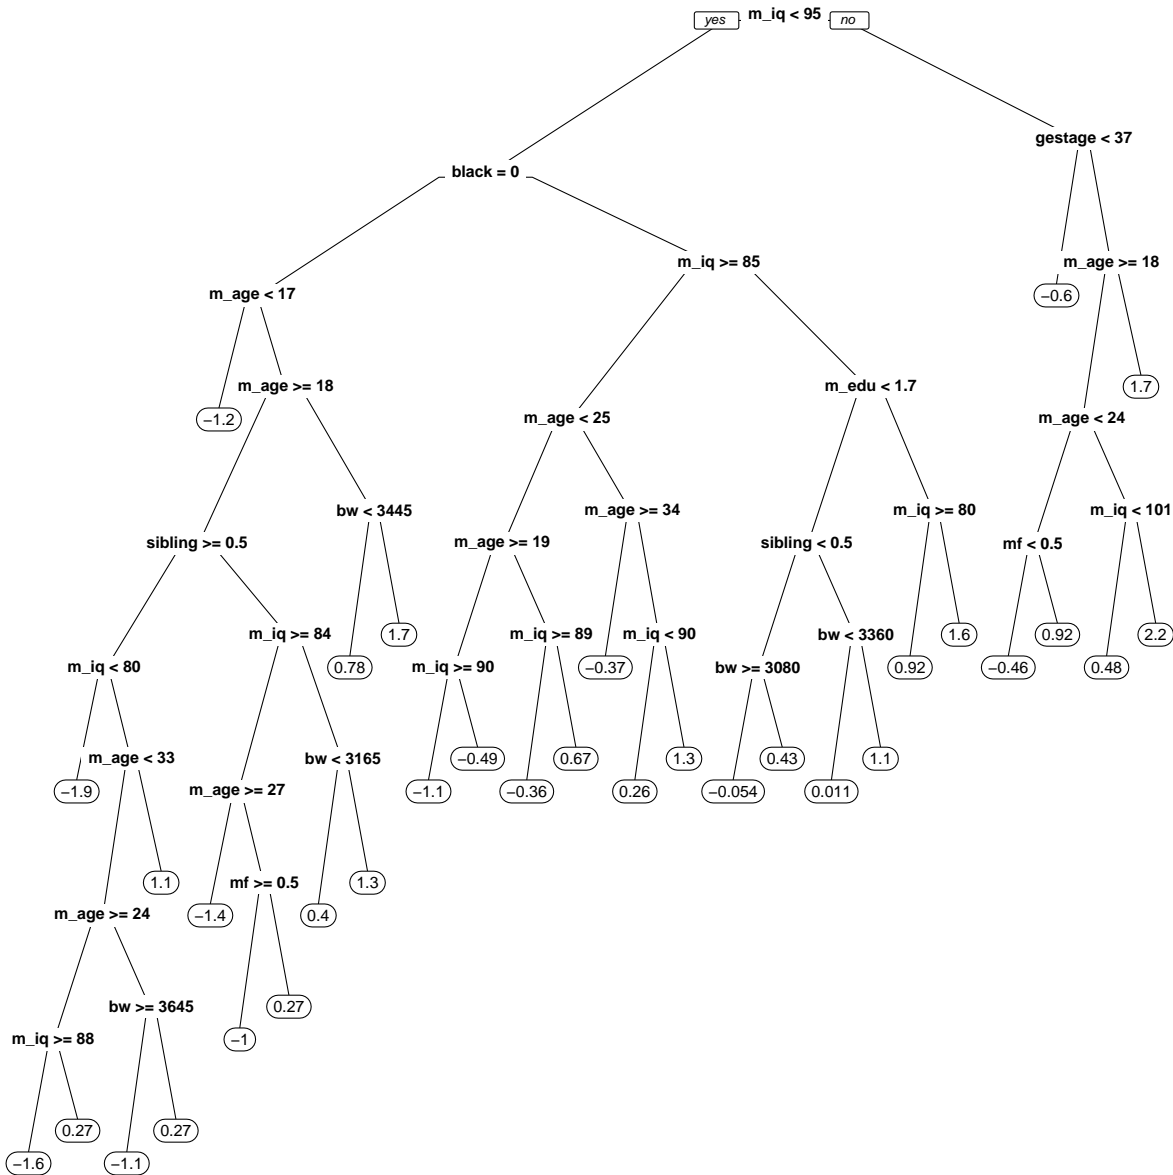 m_iq < 95
yes
no
gestage < 37
black = 0
m_iq >= 85
m_age >= 18
m_age < 17
−0.6
m_age >= 18
m_edu < 1.7
1.7
−1.2
m_age < 25
m_age < 24
bw < 3445
m_age >= 34
m_iq >= 80
m_iq < 101
sibling >= 0.5
m_age >= 19
sibling < 0.5
mf < 0.5
m_iq >= 84
1.7
m_iq >= 89
m_iq < 90
bw < 3360
1.6
0.92
2.2
m_iq < 80
0.78
m_iq >= 90
−0.37
bw >= 3080
0.92
−0.46
0.48
m_age < 33
bw < 3165
−0.49
0.67
1.3
0.43
1.1
−1.9
m_age >= 27
−1.1
−0.36
0.26
−0.054
0.011
1.1
mf >= 0.5
1.3
m_age >= 24
−1.4
0.4
bw >= 3645
0.27
m_iq >= 88
−1
0.27
0.27
−1.6
−1.1